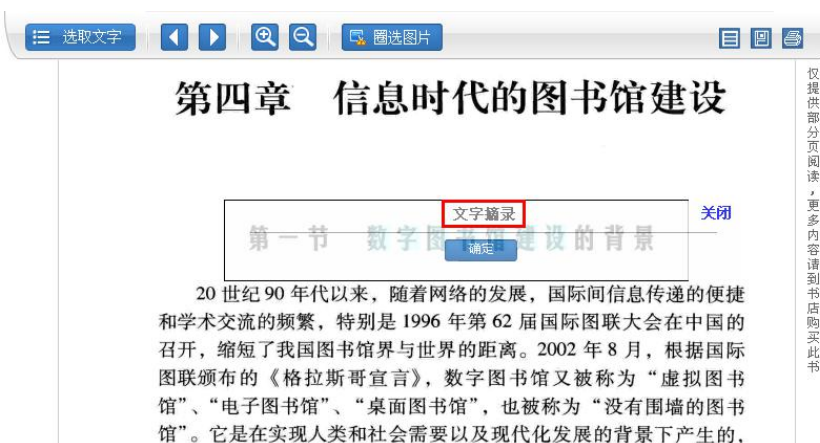 选取文字
圈选图片
第四章 信息时代的图书馆建设
文字摘录
关闭
第一节 数字图书馆建设的背景
确定
20 世纪 90 年代以来，随着网络的发展，国际间信息传递的便捷
和学术交流的频繁，特别是 1996 年第 62 届国际图联大会在中国的
召开，缩短了我国图书馆界与世界的距离。2002 年 8 月，根据国际
图联颁布的《格拉斯哥宣言》，数字图书馆又被称为“虚拟图书
馆”、“电子图书馆”、“桌面图书馆”，也被称为“没有围墙的图书
馆”。它是在实现人类和社会需要以及现代化发展的背景下产生的，
仅提供部分页阅读，更多内容请到书店购买此书